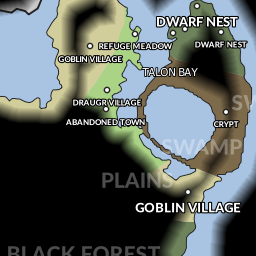 DWARF NEST
REFUGE MEADOW
DWARF NEST
GOBLIN VILLAGE
TALON BAY
DRAUGR VILLAGE
ABANDONED TOWN
CRYPT
SWAMP
PLAINS
GOBLIN VILLAGE
BLACK FOREST